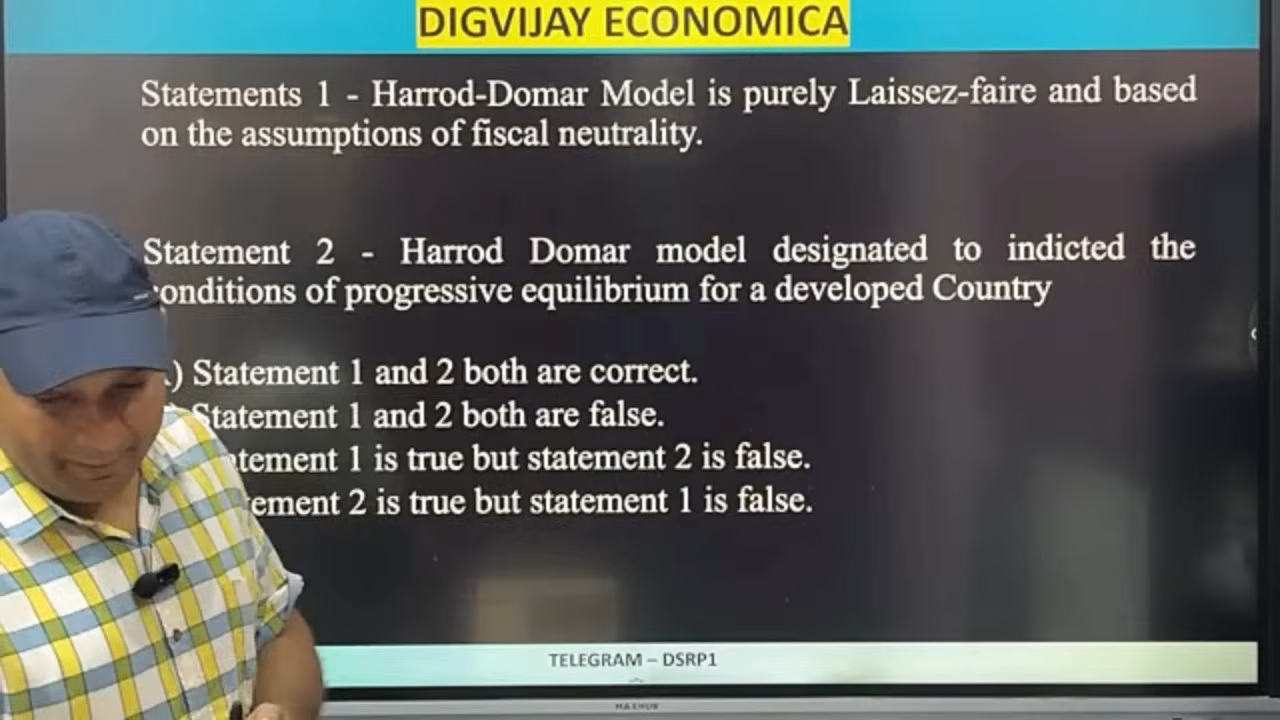 DIGVIJAY ECONOMICA
Statements 1 - Harrod-Domar Model is purely Laissez-faire and based
on the assumptions of fiscal neutrality.
Statement 2 - Harrod Domar model designated to indicted the
onditions of progressive equilibrium for a developed Country
) Statement 1 and 2 both are correct.
Statement 1 and 2 both are false.
tement 1 is true but statement 2 is false.
ement 2 is true but statement 1 is false.
TELEGRAM – DSRP1
MAXHUB